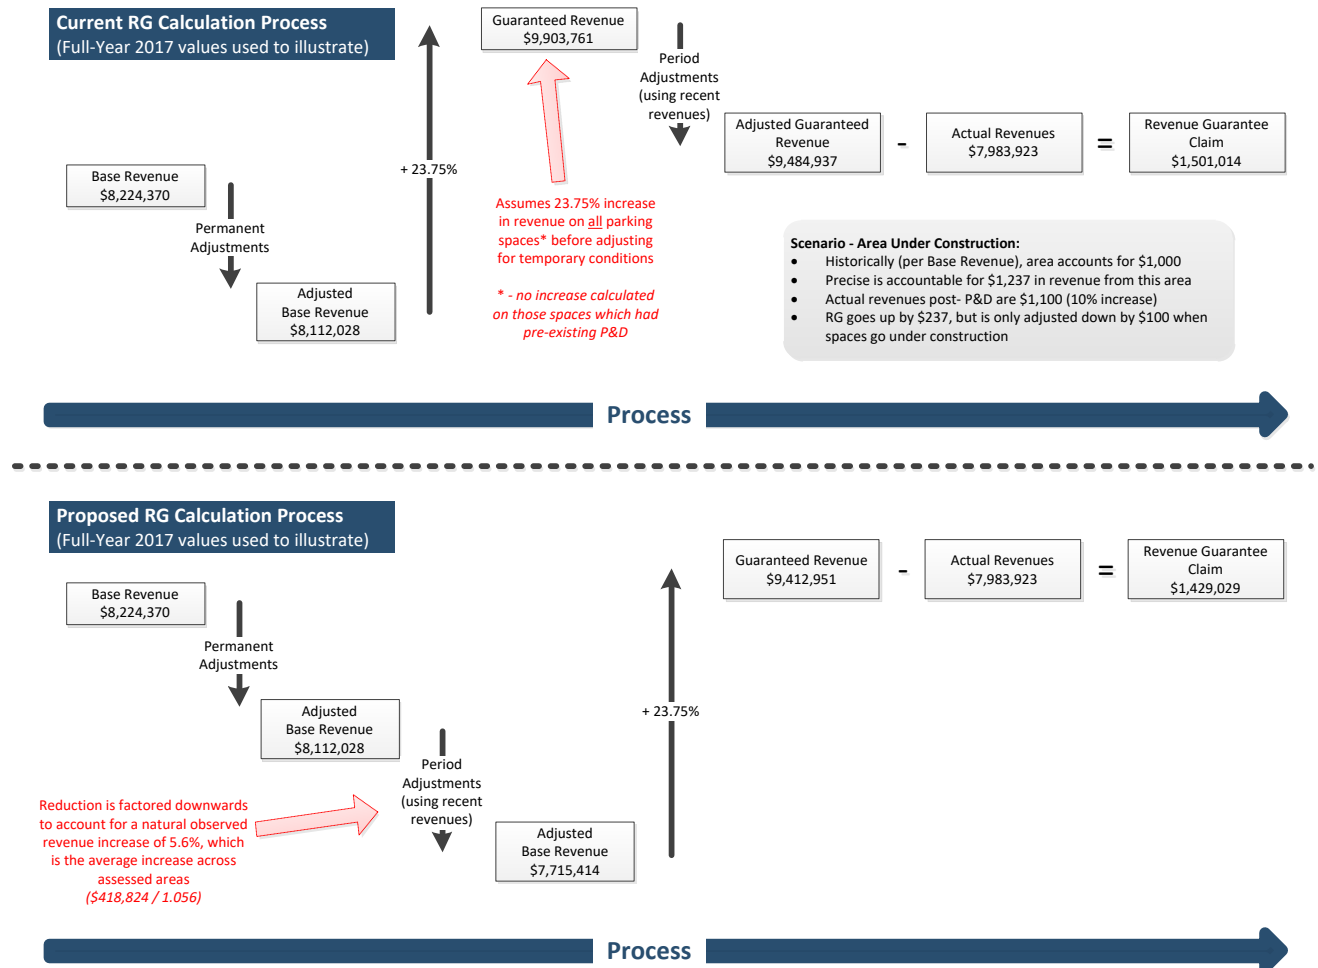 Current RG Calculation Process
(Full-Year 2017 values used to illustrate)
Base Revenue
$8,224,370
Permanent
Adjustments
Adjusted
Base Revenue
$8,112,028
+ 23.75%
Guaranteed Revenue
$9,903,761
Assumes 23.75% increase
in revenue on all parking
spaces* before adjusting
for temporary conditions
* - no increase calculated
on those spaces which had
pre-existing P&D
Period
Adjustments
(using recent
revenues)
Adjusted Guaranteed
Revenue
$9,484,937
-
Actual Revenues
$7,983,923
=
Revenue Guarantee
Claim
$1,501,014
Scenario - Area Under Construction:
• Historically (per Base Revenue), area accounts for $1,000
• Precise is accountable for $1,237 in revenue from this area
• Actual revenues post- P&D are $1,100 (10% increase)
• RG goes up by $237, but is only adjusted down by $100 when
spaces go under construction
Process
Proposed RG Calculation Process
(Full-Year 2017 values used to illustrate)
Base Revenue
$8,224,370
Permanent
Adjustments
Adjusted
Base Revenue
$8,112,028
Reduction is factored downwards
to account for a natural observed
revenue increase of 5.6%, which
is the average increase across
assessed areas
($418,824 / 1.056)
Period
Adjustments
(using recent
revenues)
Adjusted
Base Revenue
$7,715,414
+ 23.75%
Guaranteed Revenue
$9,412,951
-
Actual Revenues
$7,983,923
=
Revenue Guarantee
Claim
$1,429,029
Process